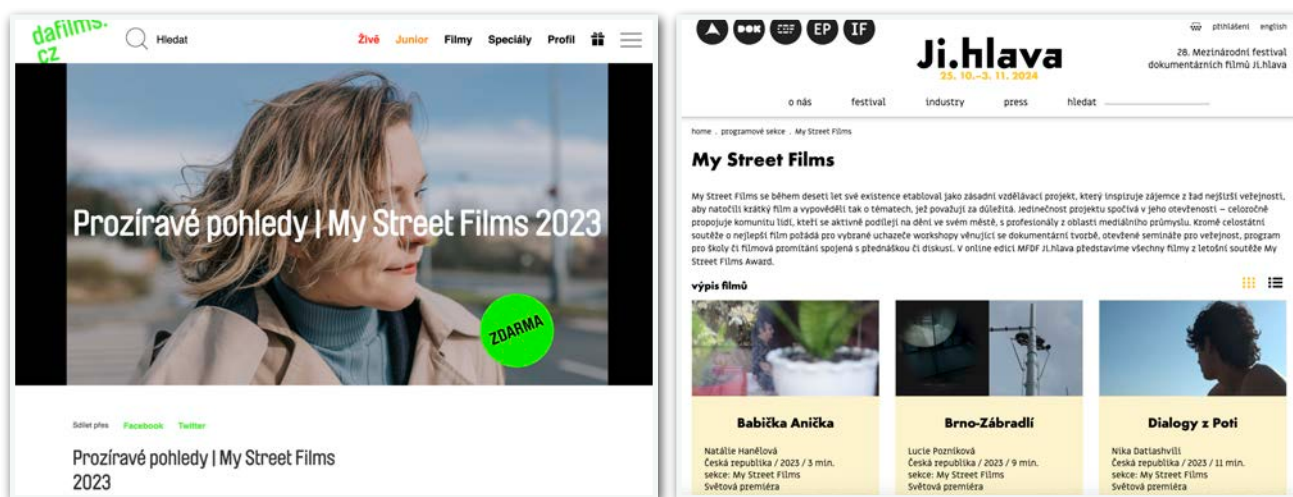 dafilms.
cz
Hledat
Živě Junior Filmy Speciály Profil
Prozíravé pohledy | My Street Films 2023
ZDARMA
Sdílet přes Facebook Twitter
Prozíravé pohledy | My Street Films
2023
DOK EP IF
přihlášení english
Ji.hlava
25. 10.–3. 11. 2024
28. Mezinárodní festival
dokumentárních filmů Ji.hlava
o nás festival industry press hledat
home . programové sekce . My Street Films
My Street Films
My Street Films se během deseti let své existence etabloval jako zásadní vzdělávací projekt, který inspiruje zájemce z řad nejširší veřejnosti,
aby natočili krátký film a vypověděli tak o tématech, jež považují za důležitá. Jedinečnost projektu spočívá v jeho otevřenosti – celoročně
propojuje komunitu lidí, kteří se aktivně podílejí na dění ve svém městě, s profesionály z oblasti mediálního průmyslu. Kromě celostátní
soutěže o nejlepší film pořádá pro vybrané uchazeče workshopy věnující se dokumentární tvorbě, otevřené semináře pro veřejnost, program
pro školy či filmová promítání spojená s přednáškou či diskusí. V online edici MFDF Ji.hlava představíme všechny filmy z letošní soutěže My
Street Films Award.
výpis filmů
Babička Anička
Natálie Hanělová
Česká republika / 2023 / 3 min.
sekce: My Street Films
Světová premiéra
Brno-Zábradlí
Lucie Pozníková
Česká republika / 2023 / 9 min.
sekce: My Street Films
Světová premiéra
Dialogy z Poti
Nika Datiashvili
Česká republika / 2023 / 11 min.
sekce: My Street Films
Světová premiéra